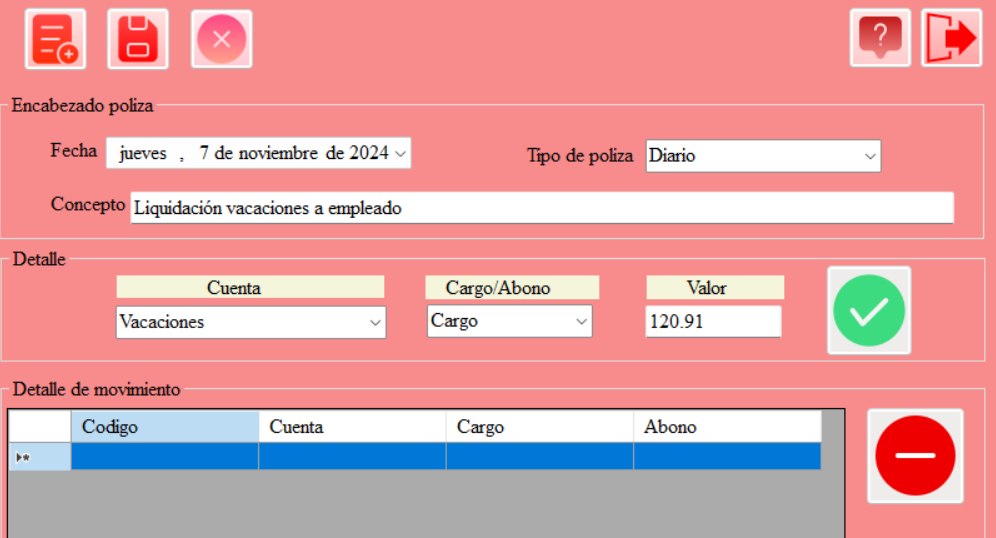 ?
Encabezado poliza
Fecha jueves , 7 de noviembre de 2024 Tipo de poliza Diario
Concepto Liquidación vacaciones a empleado
Detalle
Cuenta Cargo/Abono Valor
Vacaciones Cargo 120.91
Detalle de movimiento
Codigo Cuenta Cargo Abono